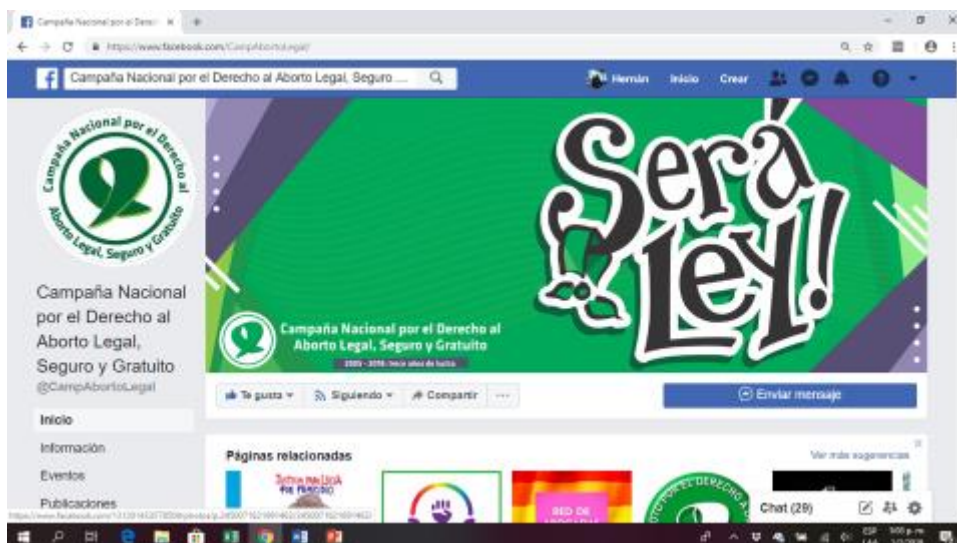 Campaña Nacional por el Derecho
https://www.facebook.com/CampAbortoLegal/
Campaña Nacional por el Derecho al Aborto Legal, Seguro ...
Hernán
Inicio
Crear
Campaña Nacional por el Derecho al
Aborto Legal, Seguro y Gratuito
Será
Ley!
Campaña Nacional por el Derecho al
Aborto Legal, Seguro y Gratuito
Campaña Nacional
por el Derecho al
Aborto Legal,
Seguro y Gratuito
@CampAbortoLegal
Te gusta
Siguiendo
Compartir
Enviar mensaje
Inicio
Información
Eventos
Publicaciones
Páginas relacionadas
Ver más sugerencias
RED DE
Chat (29)
ESP